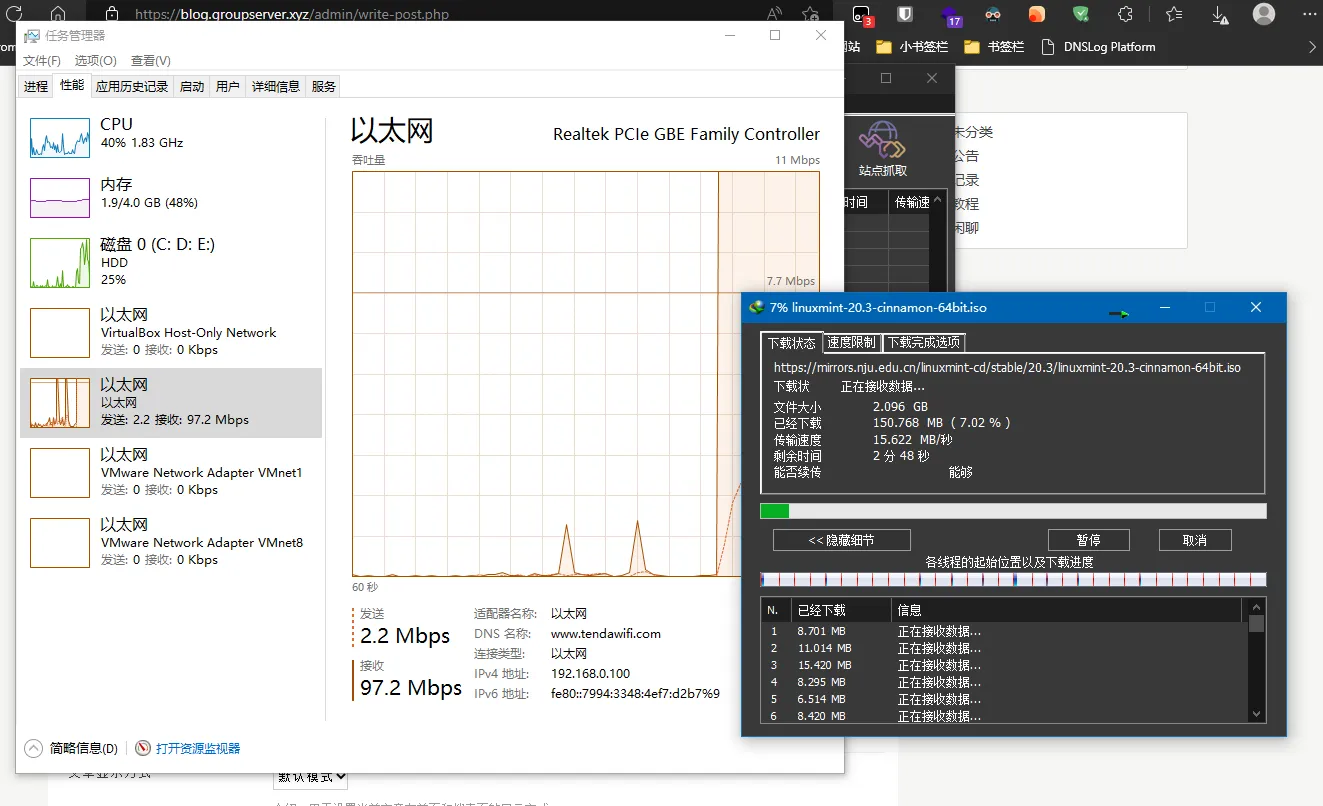 https://blog.groupserver.xyz/admin/write-post.php
3
17
小书签栏
书签栏
DNSLog Platform
任务管理器
文件(F) 选项(O) 查看(V)
进程 性能 应用历史记录 启动 用户 详细信息 服务
CPU
40% 1.83 GHz
内存
1.9/4.0 GB (48%)
磁盘 0 (C: D: E:)
HDD
25%
以太网
VirtualBox Host-Only Network
发送: 0 接收: 0 Kbps
以太网
以太网
发送: 2.2 接收: 97.2 Mbps
以太网
VMware Network Adapter VMnet1
发送: 0 接收: 0 Kbps
以太网
VMware Network Adapter VMnet8
发送: 0 接收: 0 Kbps
以太网
Realtek PCIe GBE Family Controller
吞吐量
11 Mbps
7.7 Mbps
60 秒
发送
2.2 Mbps
接收
97.2 Mbps
适配器名称: 以太网
DNS 名称: www.tendawifi.com
连接类型: 以太网
IPv4 地址: 192.168.0.100
IPv6 地址: fe80::7994:3348:4ef7:d2b7%9
简略信息(D)
打开资源监视器
默认模式
站点抓取
时间 传输速
未分类
公告
记录
教程
闲聊
7% linuxmint-20.3-cinnamon-64bit.iso
下载状态 速度限制 下载完成选项
https://mirrors.nju.edu.cn/linuxmint-cd/stable/20.3/linuxmint-20.3-cinnamon-64bit.iso
下载状 正在接收数据...
文件大小 2.096 GB
已经下载 150.768 MB ( 7.02 % )
传输速度 15.622 MB/秒
剩余时间 2 分 48 秒
能否续传 能够
<< 隐藏细节
暂停
取消
各线程的起始位置以及下载进度
N. 已经下载 信息
1 8.701 MB 正在接收数据...
2 11.014 MB 正在接收数据...
3 15.420 MB 正在接收数据...
4 8.295 MB 正在接收数据...
5 6.514 MB 正在接收数据...
6 8.420 MB 正在接收数据...